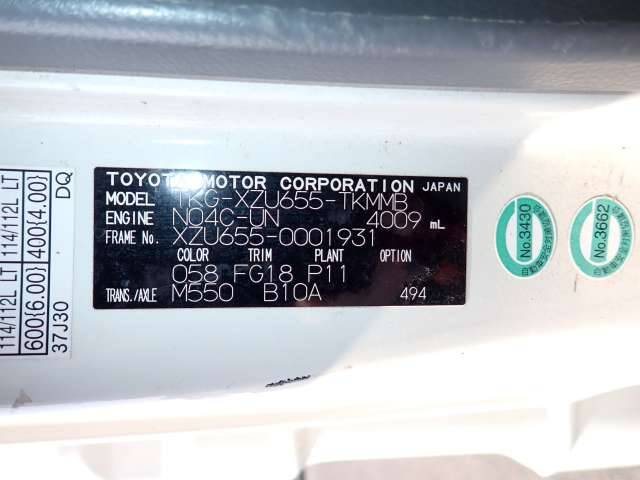 TOYOTA MOTOR CORPORATION JAPAN
MODEL TKG-XZU655-TKMMB
ENGINE N04C-UN 4009 mL
FRAME No. XZU655-0001931
COLOR TRIM PLANT OPTION
058 FG18 P11
TRANS./AXLE M550 B10A 494
114/112L LT 114/112L LT
600(6.00) 400(4.00)
37J30 DQ
No.3430
No.3662